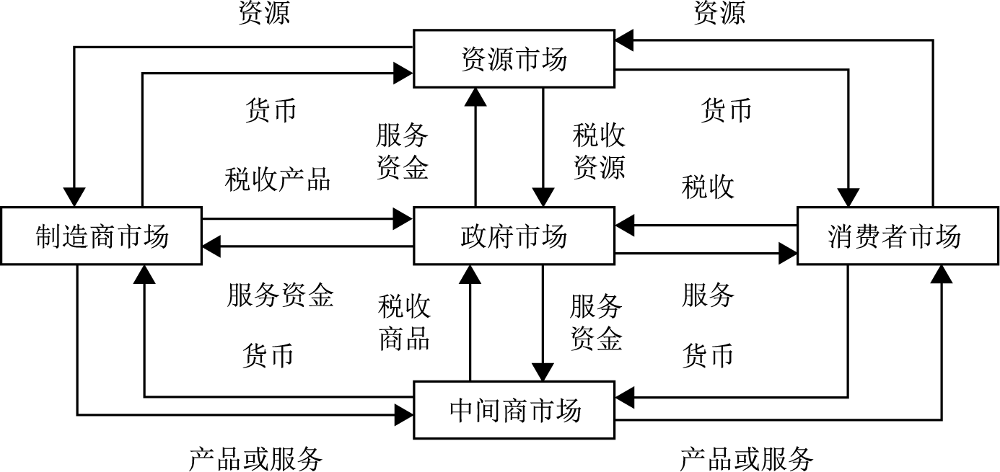 资源
资源
资源市场
货币
货币
服务
资金
税收
资源
税收产品
税收
制造商市场
政府市场
消费者市场
服务资金
税收
商品
服务
资金
服务
货币
货币
中间商市场
产品或服务
产品或服务